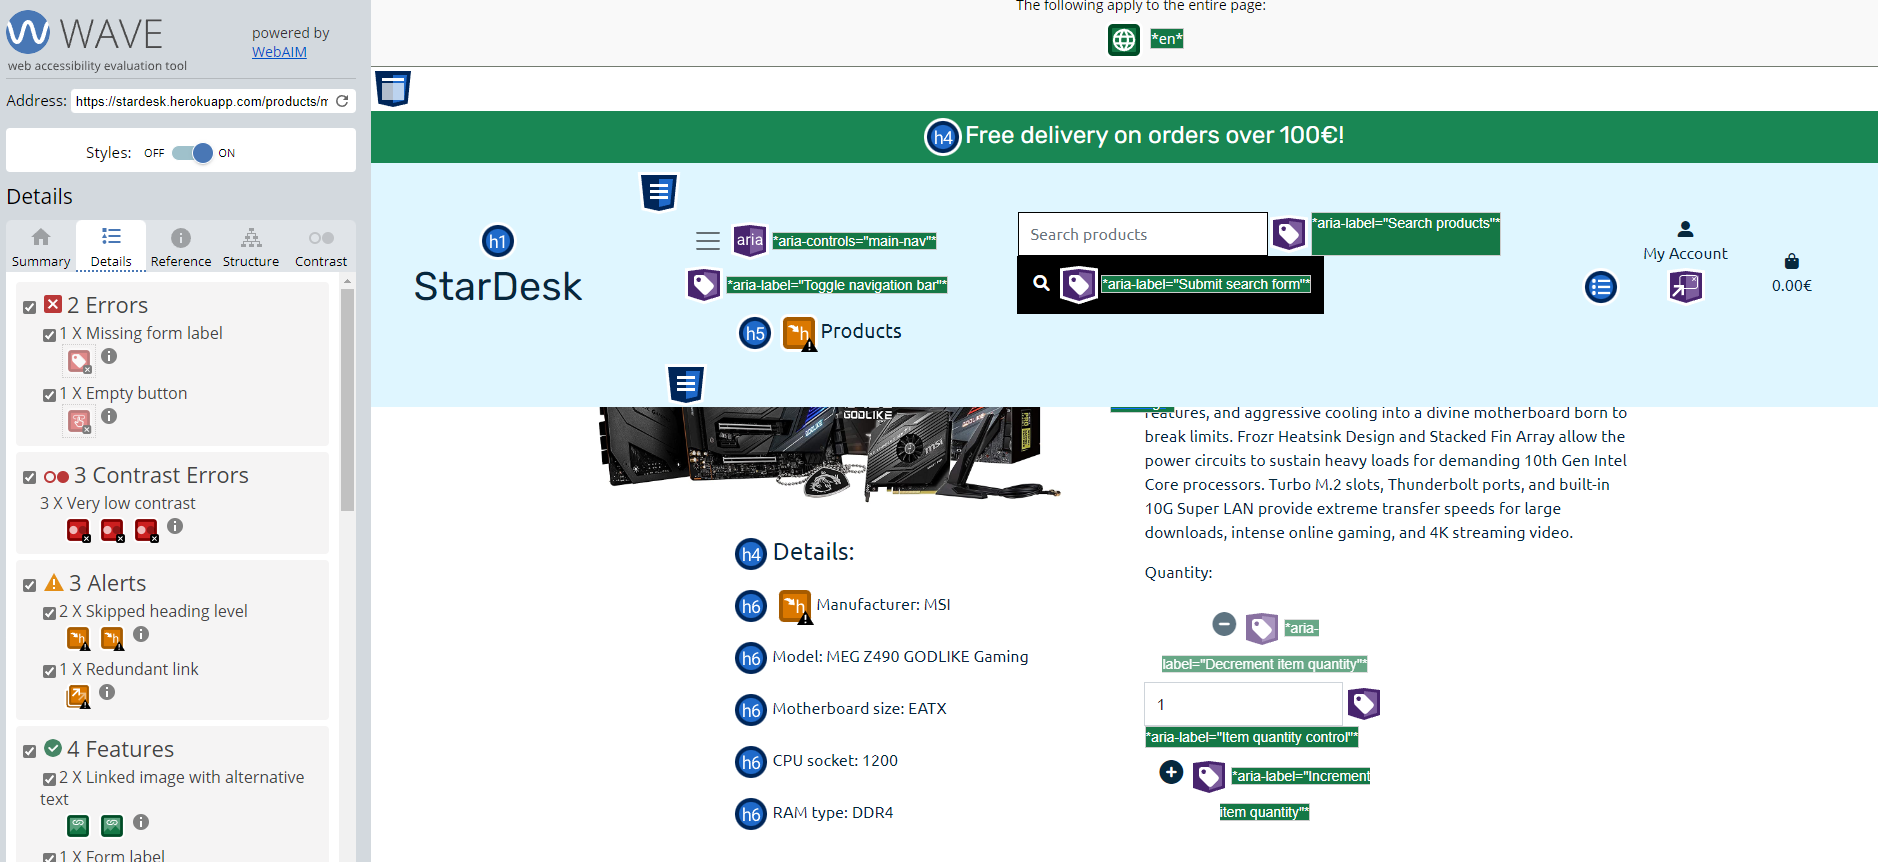 WAVE
powered by
WebAIM
web accessibility evaluation tool
Address: https://stardesk.herokuapp.com/products/m
Styles: OFF ON
Details
Summary Details Reference Structure Contrast
2 Errors
1 X Missing form label
1 X Empty button
3 Contrast Errors
3 X Very low contrast
3 Alerts
2 X Skipped heading level
1 X Redundant link
4 Features
2 X Linked image with alternative
text
1 X Form label
The following apply to the entire page:
*en*
h4 Free delivery on orders over 100€!
h1
StarDesk
aria *aria-controls="main-nav"*
*aria-label="Toggle navigation bar"*
h5 h Products
Search products *aria-label="Search products"*
*aria-label="Submit search form"*
My Account
0.00€
GODLIKE
h4 Details:
h6 h Manufacturer: MSI
h6 Model: MEG Z490 GODLIKE Gaming
h6 Motherboard size: EATX
h6 CPU socket: 1200
h6 RAM type: DDR4
features, and aggressive cooling into a divine motherboard born to
break limits. Frozr Heatsink Design and Stacked Fin Array allow the
power circuits to sustain heavy loads for demanding 10th Gen Intel
Core processors. Turbo M.2 slots, Thunderbolt ports, and built-in
10G Super LAN provide extreme transfer speeds for large
downloads, intense online gaming, and 4K streaming video.
Quantity:
*aria-
label="Decrement item quantity"*
1
*aria-label="Item quantity control"*
*aria-label="Increment
item quantity"*